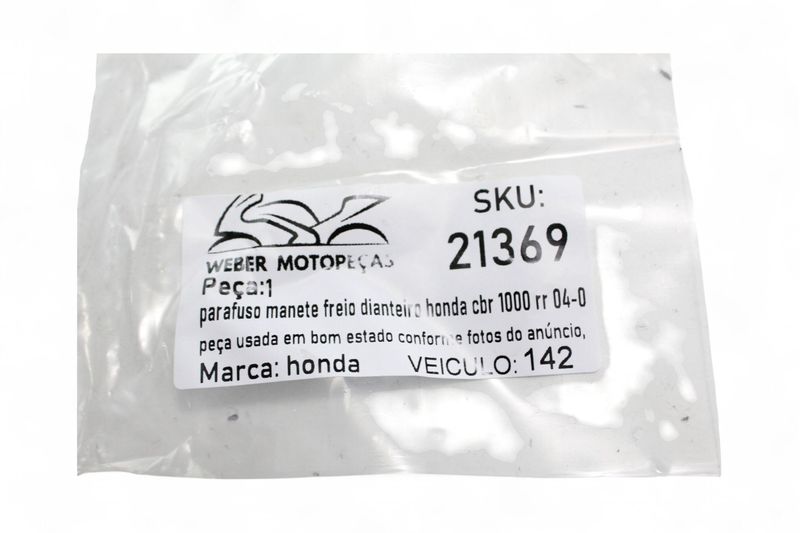 SKU:
21369
WEBER MOTOPEÇAS
Peça:1
parafuso manete freio dianteiro honda cbr 1000 rr 04-0
peça usada em bom estado conforme fotos do anúncio,
Marca: honda VEICULO: 142